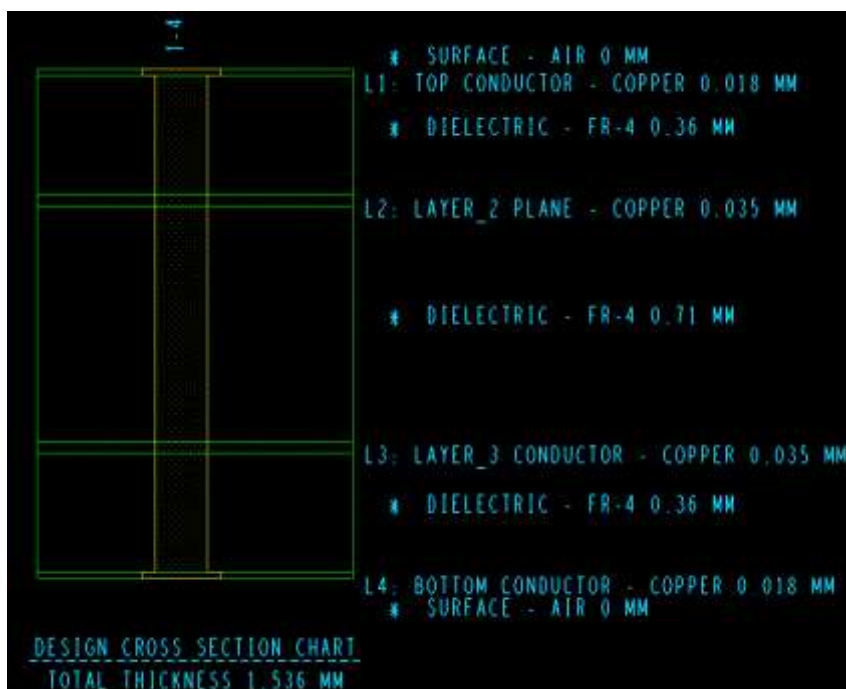 1-4
* SURFACE - AIR 0 MM
L1: TOP CONDUCTOR - COPPER 0.018 MM
* DIELECTRIC - FR-4 0.36 MM
L2: LAYER_2 PLANE - COPPER 0.035 MM
* DIELECTRIC - FR-4 0.71 MM
L3: LAYER_3 CONDUCTOR - COPPER 0.035 MM
* DIELECTRIC - FR-4 0.36 MM
L4: BOTTOM CONDUCTOR - COPPER 0.018 MM
* SURFACE - AIR 0 MM
DESIGN CROSS SECTION CHART
TOTAL THICKNESS 1.536 MM